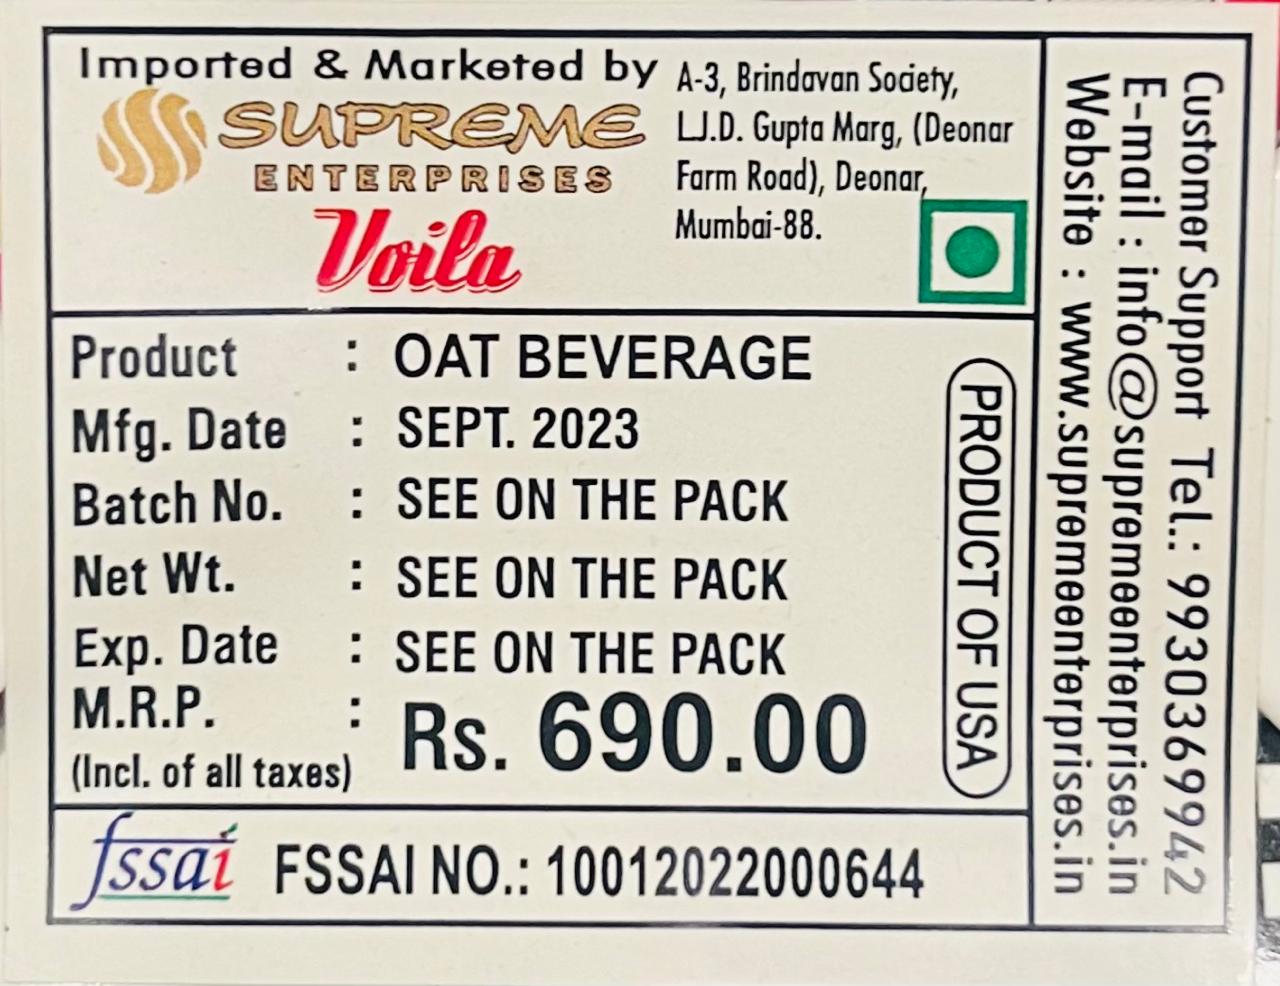 Imported & Marketed by
SUPREME
ENTERPRISES
Voila
A-3, Brindavan Society,
L.J.D. Gupta Marg, (Deonar
Farm Road), Deonar,
Mumbai-88.
Product : OAT BEVERAGE
Mfg. Date : SEPT. 2023
Batch No. : SEE ON THE PACK
Net Wt. : SEE ON THE PACK
Exp. Date : SEE ON THE PACK
M.R.P. : Rs. 690.00
(Incl. of all taxes)
PRODUCT OF USA
fssai FSSAI NO.: 10012022000644
Customer Support Tel.: 9930369942
E-mail : info@supremeenterprises.in
Website : www.supremeenterprises.in